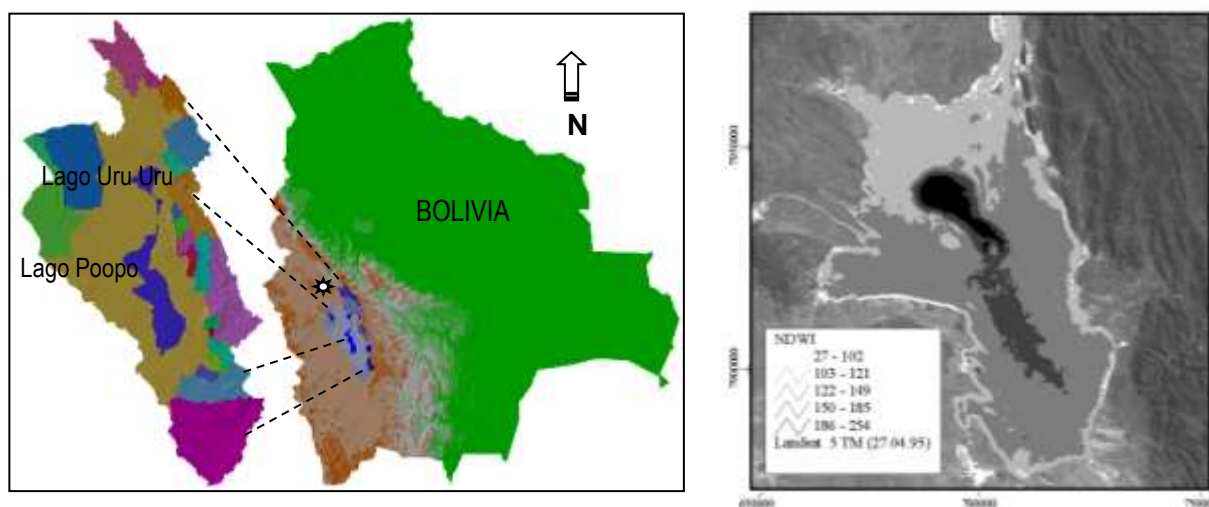 N
Lago Uru Uru
BOLIVIA
Lago Poopo
NDWI
27 - 102
103 - 121
122 - 149
150 - 185
186 - 254
Landsat 5 TM (27.04.95)
700000